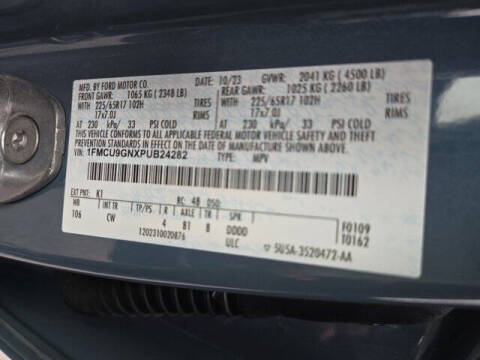 MFD. BY FORD MOTOR CO. 10/23 GVWR: 2041 KG (4500 LB)
FRONT GAWR: 1065 KG (2348 LB) REAR GAWR: 1025 KG (2260 LB)
WITH 225/65R17 102H TIRES WITH 225/65R17 102H TIRES
17x7.0J RIMS 17x7.0J RIMS
AT 230 kPa/ 33 PSI COLD AT 230 kPa/ 33 PSI COLD
THIS VEHICLE CONFORMS TO ALL APPLICABLE FEDERAL MOTOR VEHICLE SAFETY AND THEFT
PREVENTION STANDARDS IN EFFECT ON THE DATE OF MANUFACTURE SHOWN ABOVE.
VIN: 1FMCU9GNXPUB24282 TYPE: MPV
EXT PNT: K1 RC: 48 DSO:
WB INT TR TP/PS R AXLE TR SPR
106 CW 4 B1 8 DDDD F0109
1202310020876 ULC T0162
5U5A-3520472-AA